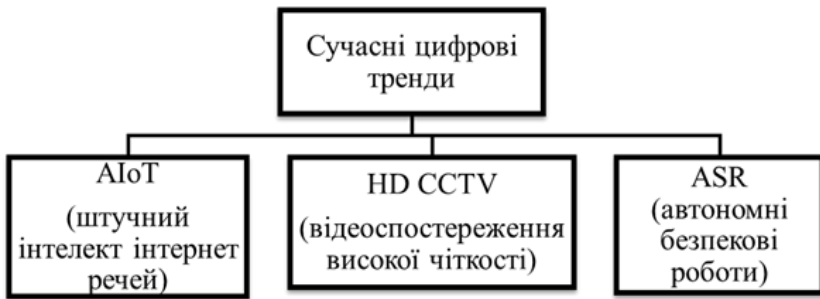 Сучасні цифрові
тренди
AIoT
(штучний
інтелект інтернет
речей)
HD CCTV
(відеоспостереження
високої чіткості)
ASR
(автономні
безпекові
роботи)